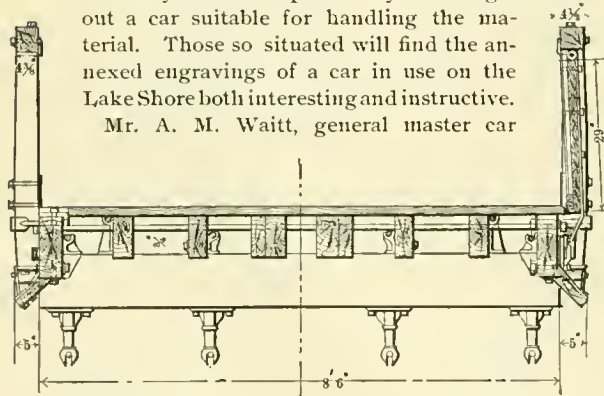 out a car suitable for handling the ma-
terial. Those so situated will find the an-
nexed engravings of a car in use on the
Lake Shore both interesting and instructive.
Mr. A. M. Waitt, general master car
4⅛"
4⅛"
29"
5"
5"
8' 6"